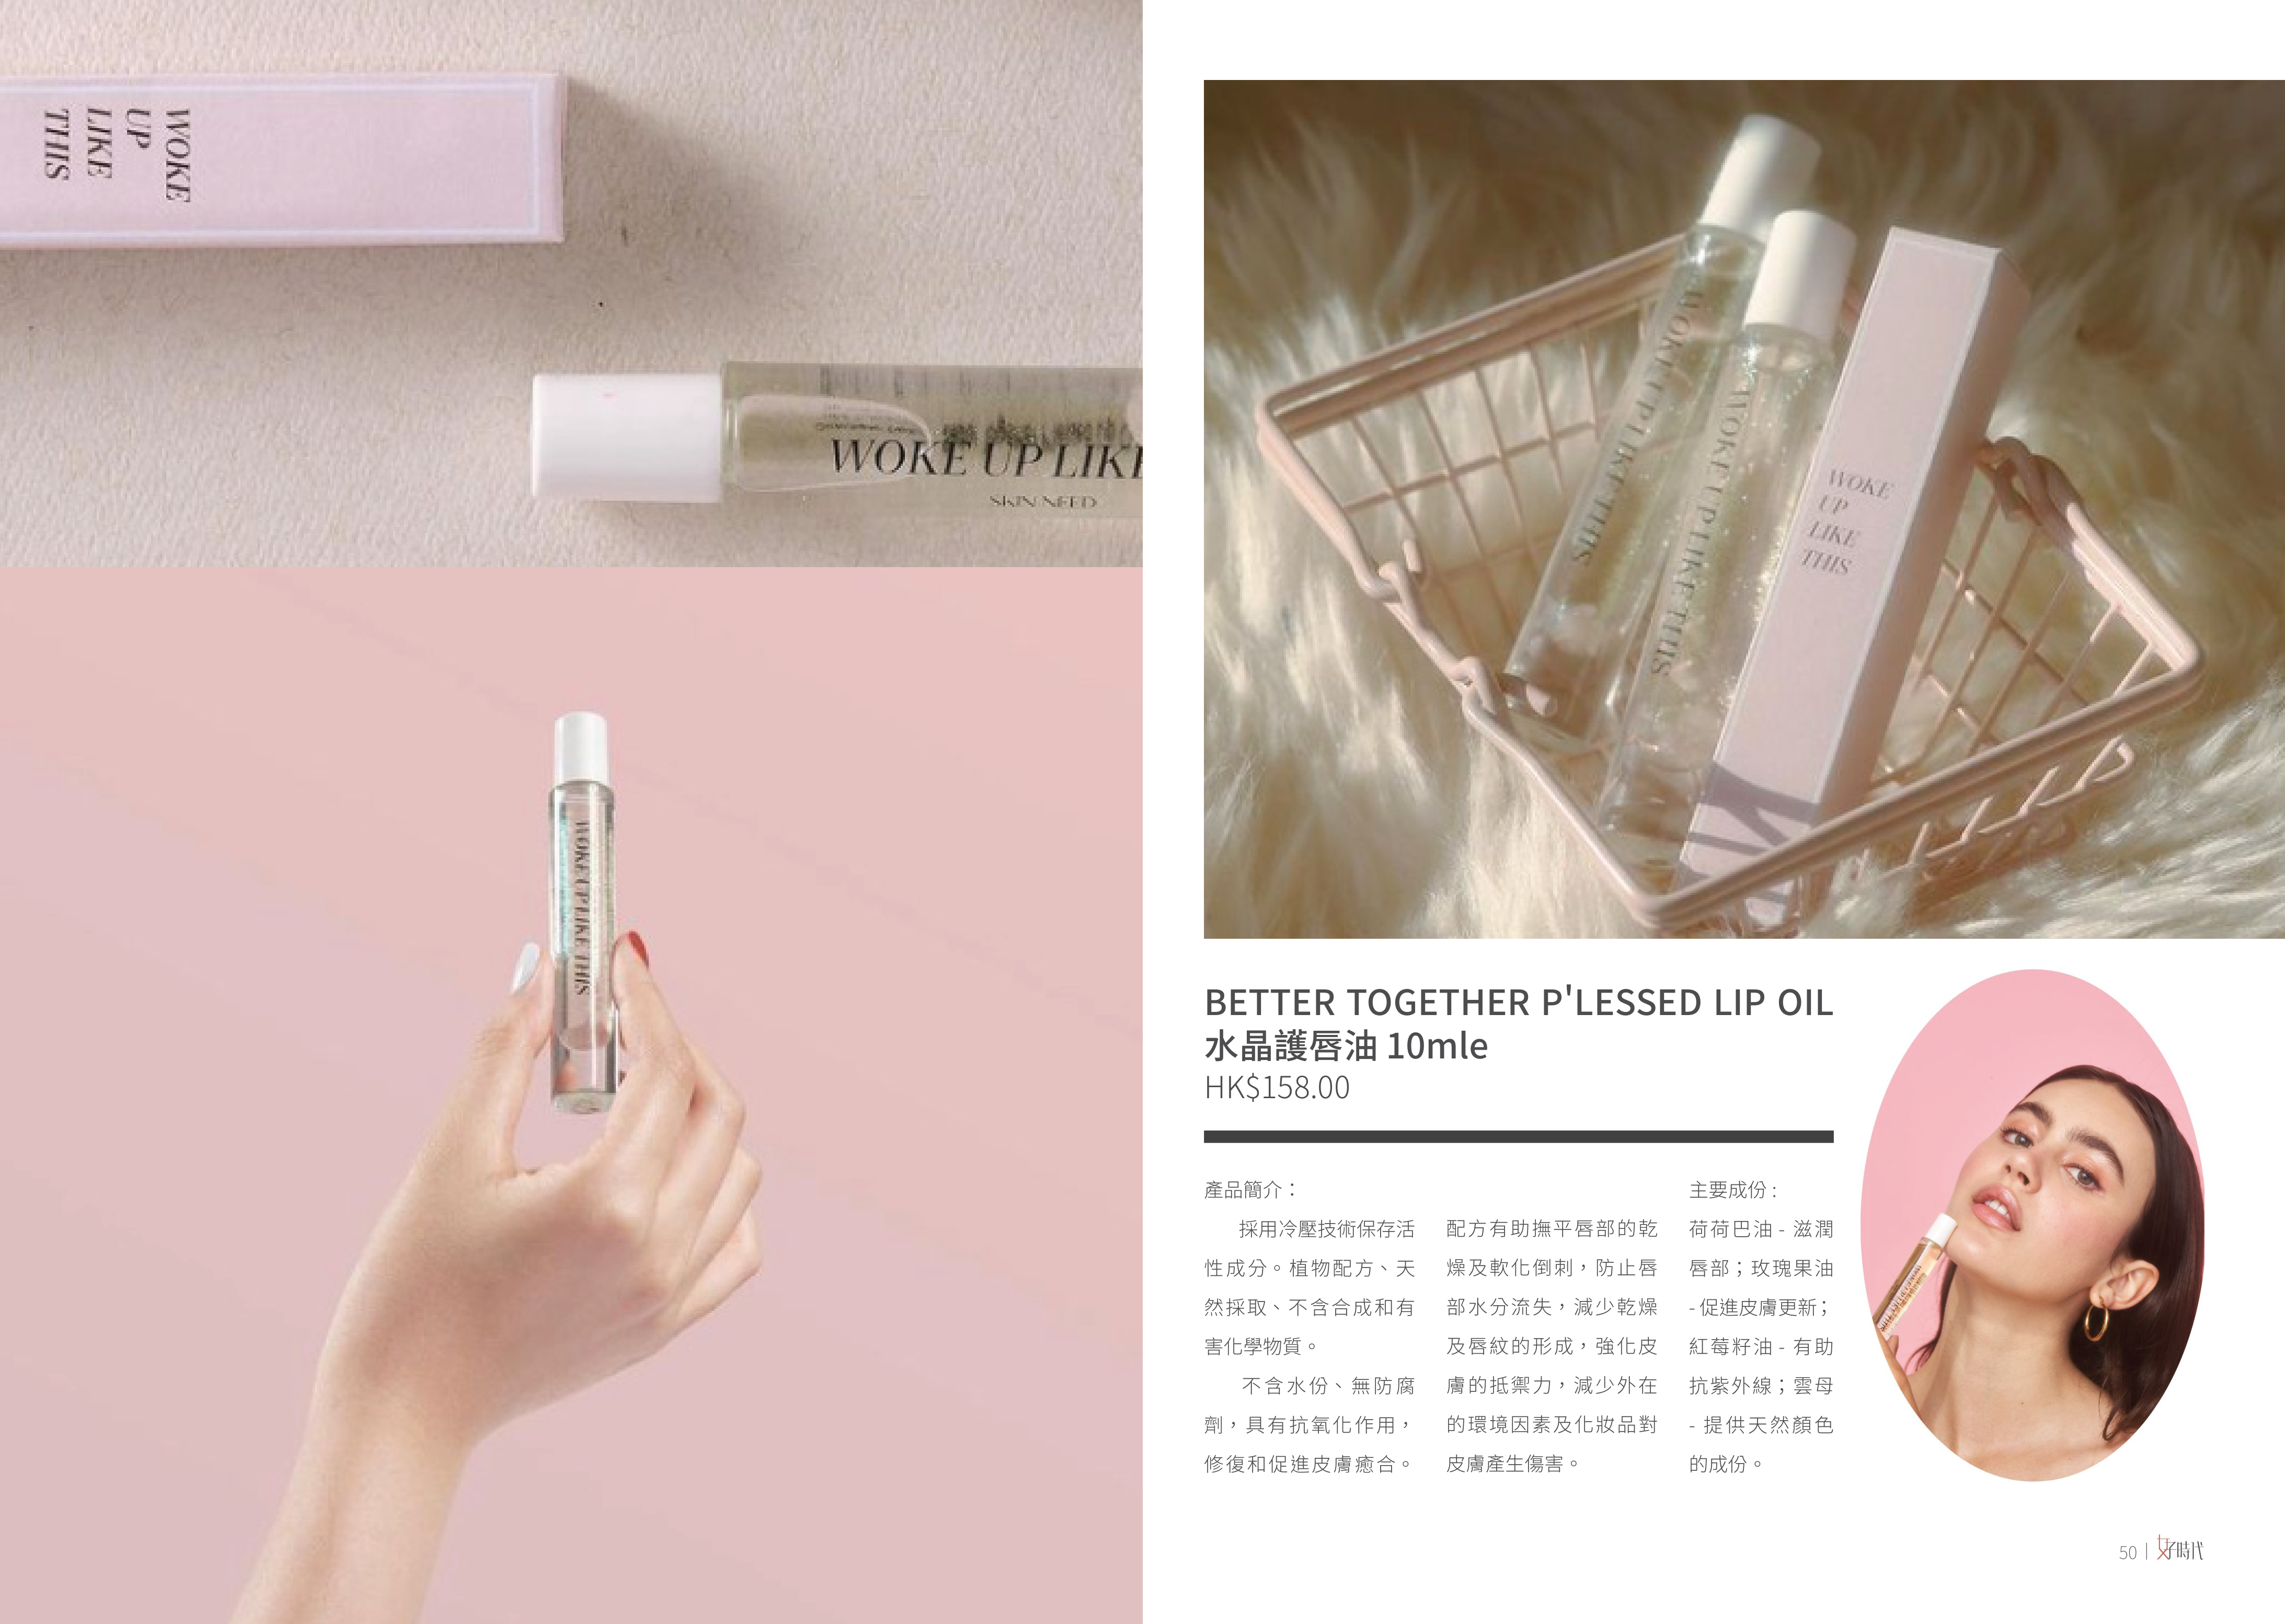 WOKE
UP
LIKE
THIS
WOKE UP LIKE
SKIN NEED
WOKE UP LIKE THIS
WOKE UP LIKE THIS
WOKE UP LIKE THIS
WOKE
UP
LIKE
THIS
BETTER TOGETHER P'LESSED LIP OIL
水晶護唇油 10mle
HK$158.00
產品簡介：
採用冷壓技術保存活
性成分。植物配方、天
然採取、不含合成和有
害化學物質。
不含水份、無防腐
劑，具有抗氧化作用，
修復和促進皮膚癒合。
配方有助撫平唇部的乾
燥及軟化倒刺，防止唇
部水分流失，減少乾燥
及唇紋的形成，強化皮
膚的抵禦力，減少外在
的環境因素及化妝品對
皮膚產生傷害。
主要成份 :
荷荷巴油 - 滋潤
唇部；玫瑰果油
- 促進皮膚更新；
紅莓籽油 - 有助
抗紫外線；雲母
- 提供天然顏色
的成份。
50 | 好時代